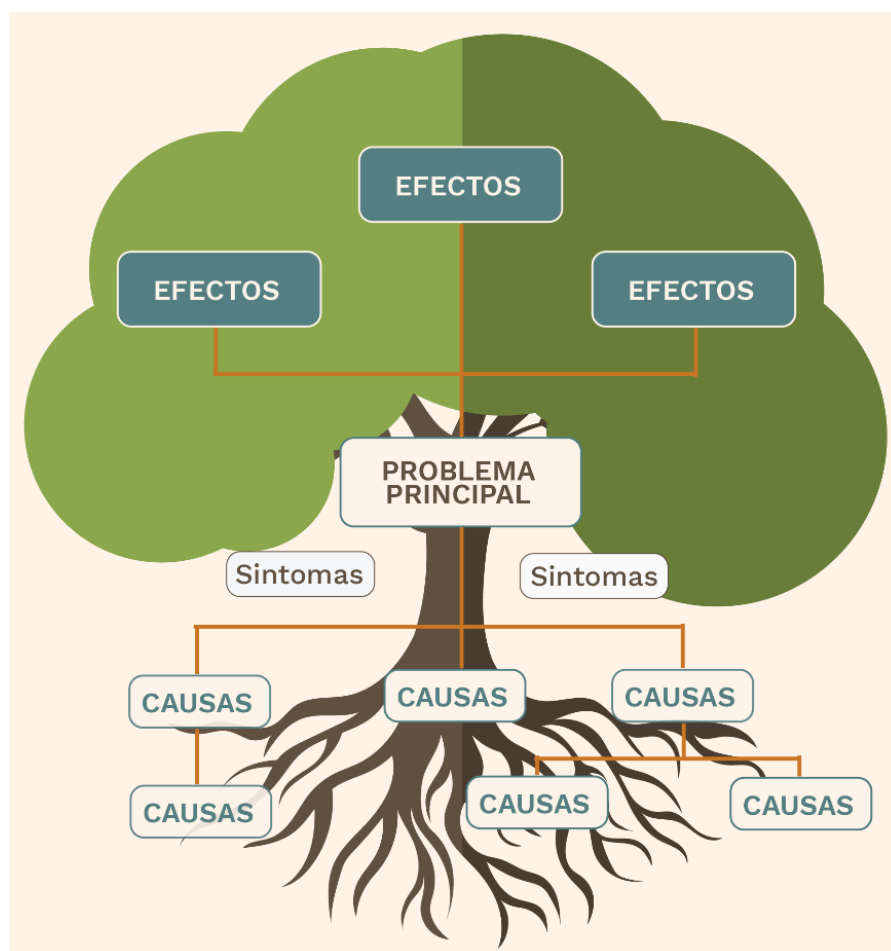 EFECTOS
EFECTOS
EFECTOS
PROBLEMA
PRINCIPAL
Sintomas
Sintomas
CAUSAS
CAUSAS
CAUSAS
CAUSAS
CAUSAS
CAUSAS